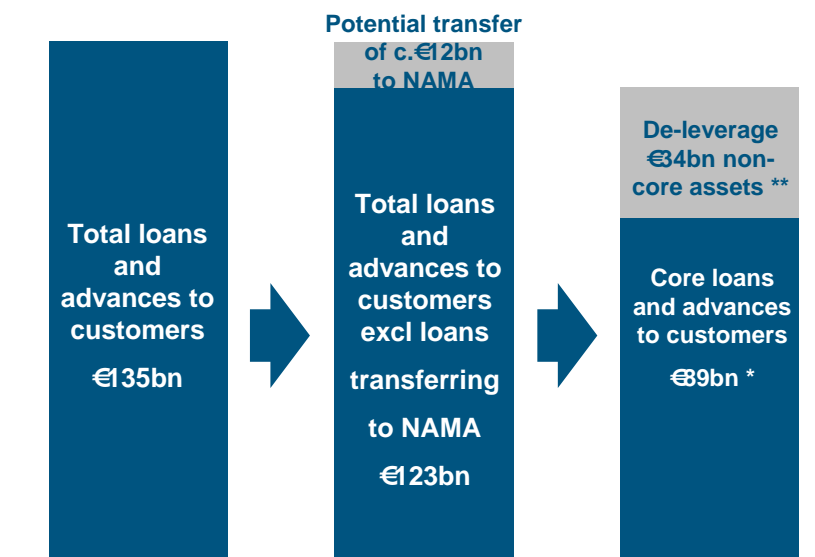 Total loans
and
advances to
customers
€135bn
Potential transfer
of c.€12bn
to NAMA
Total loans
and
advances to
customers
excl loans
transferring
to NAMA
€123bn
De-leverage
€34bn non-
core assets **
Core loans
and advances
to customers
€89bn *